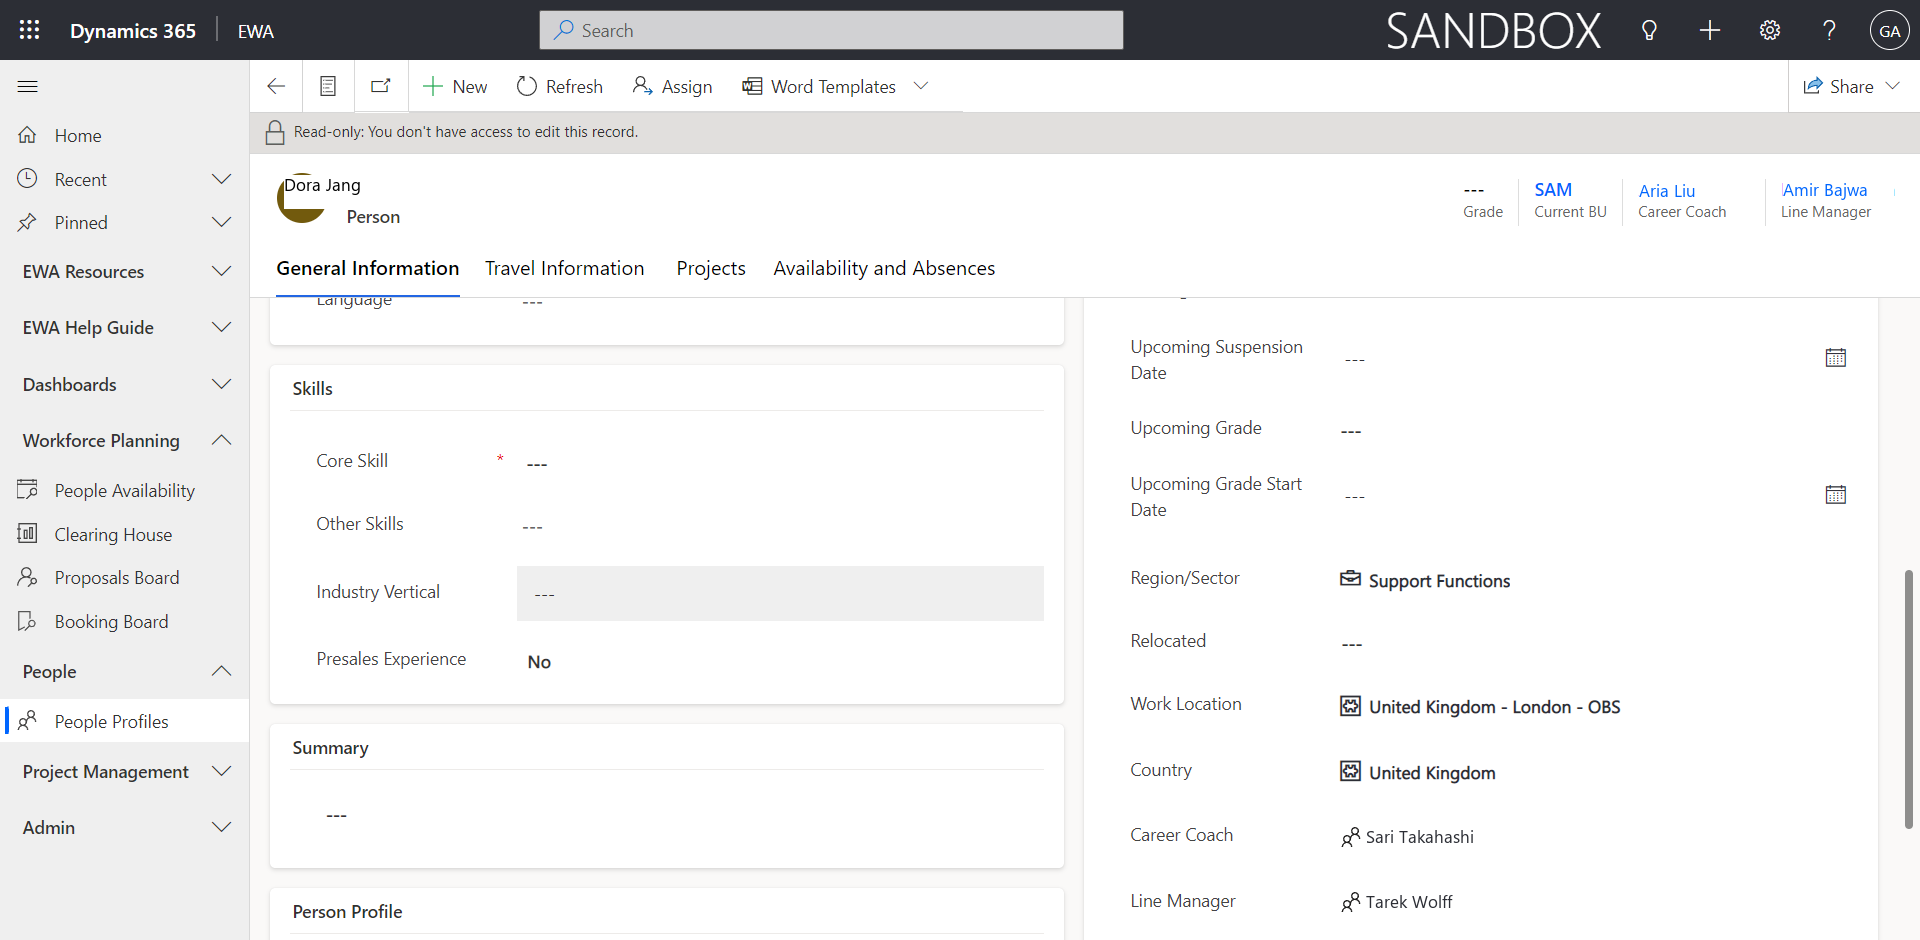 Dynamics 365
EWA
Search
SANDBOX
GA
New
Refresh
Assign
Word Templates
Share
Read-only: You don't have access to edit this record.
Home
Recent
Pinned
EWA Resources
EWA Help Guide
Dashboards
Workforce Planning
People Availability
Clearing House
Proposals Board
Booking Board
People
People Profiles
Project Management
Admin
Dora Jang
Person
---
Grade
SAM
Current BU
Aria Liu
Career Coach
Amir Bajwa
Line Manager
General Information
Travel Information
Projects
Availability and Absences
Language
---
Skills
Core Skill
*
---
Other Skills
---
Industry Vertical
---
Presales Experience
No
Summary
---
Person Profile
Upcoming Suspension
Date
---
Upcoming Grade
---
Upcoming Grade Start
Date
---
Region/Sector
Support Functions
Relocated
---
Work Location
United Kingdom - London - OBS
Country
United Kingdom
Career Coach
Sari Takahashi
Line Manager
Tarek Wolff